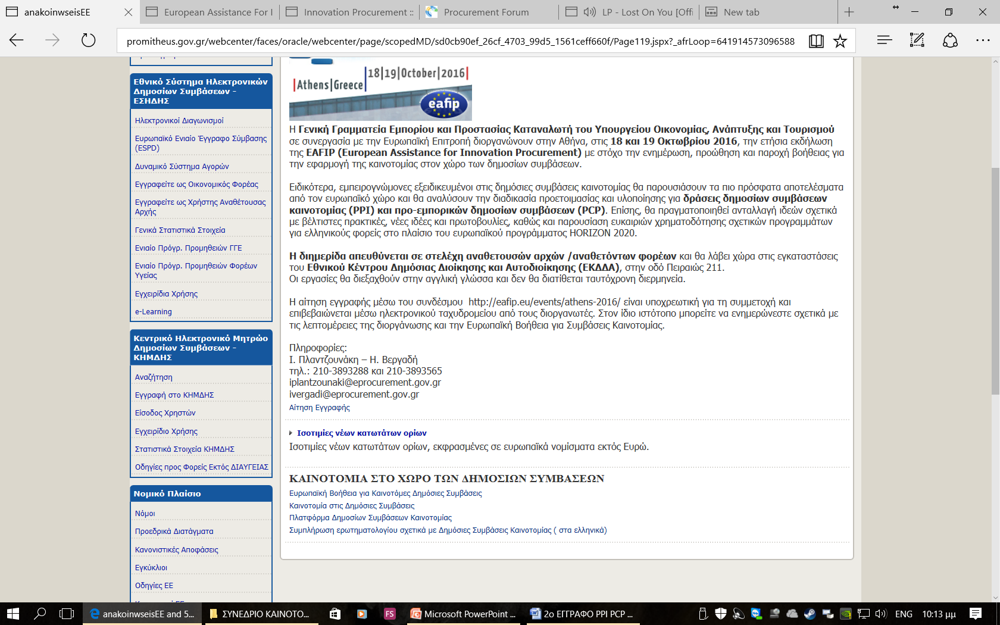 anakoinwseisEE
European Assistance For I
Innovation Procurement ::
Procurement Forum
LP - Lost On You [Offi
New tab
promitheus.gov.gr/webcenter/faces/oracle/webcenter/page/scopedMD/sd0cb90ef_26cf_4703_99d5_1561ceff660f/Page119.jspx?_afrLoop=641914573096588
Εθνικό Σύστημα Ηλεκτρονικών
Δημοσίων Συμβάσεων -
ΕΣΗΔΗΣ
Ηλεκτρονικοί Διαγωνισμοί
Ευρωπαϊκό Ενιαίο Έγγραφο Σύμβασης
(ESPD)
Δυναμικό Σύστημα Αγορών
Εγγραφείτε ως Οικονομικός Φορέας
Εγγραφείτε ως Χρήστης Αναθέτουσας
Αρχής
Γενικά Στατιστικά Στοιχεία
Ενιαίο Πρόγρ. Προμηθειών ΓΓΕ
Ενιαίο Πρόγρ. Προμηθειών Φορέων
Υγείας
Εγχειρίδια Χρήσης
e-Learning
Κεντρικό Ηλεκτρονικό Μητρώο
Δημοσίων Συμβάσεων -
ΚΗΜΔΗΣ
Αναζήτηση
Εγγραφή στο ΚΗΜΔΗΣ
Είσοδος Χρηστών
Εγχειρίδιο Χρήσης
Στατιστικά Στοιχεία ΚΗΜΔΗΣ
Οδηγίες προς Φορείς Εκτός ΔΙΑΥΓΕΙΑΣ
Νομικό Πλαίσιο
Νόμοι
Προεδρικά Διατάγματα
Κανονιστικές Αποφάσεις
Εγκύκλιοι
Οδηγίες ΕΕ
|Athens|Greece|18|19|October|2016|
eafip
Η Γενική Γραμματεία Εμπορίου και Προστασίας Καταναλωτή του Υπουργείου Οικονομίας, Ανάπτυξης και Τουρισμού
σε συνεργασία με την Ευρωπαϊκή Επιτροπή διοργανώνουν στην Αθήνα, στις 18 και 19 Οκτωβρίου 2016, την ετήσια εκδήλωση
της EAFIP (European Assistance for Innovation Procurement) με στόχο την ενημέρωση, προώθηση και παροχή βοήθειας για
την εφαρμογή της καινοτομίας στον χώρο των δημοσίων συμβάσεων.
Ειδικότερα, εμπειρογνώμονες εξειδικευμένοι στις δημόσιες συμβάσεις καινοτομίας θα παρουσιάσουν τα πιο πρόσφατα αποτελέσματα
από τον ευρωπαϊκό χώρο και θα αναλύσουν την διαδικασία προετοιμασίας και υλοποίησης για δράσεις δημοσίων συμβάσεων
καινοτομίας (PPI) και προ-εμπορικών δημοσίων συμβάσεων (PCP). Επίσης, θα πραγματοποιηθεί ανταλλαγή ιδεών σχετικά
με βέλτιστες πρακτικές, νέες ιδέες και πρωτοβουλίες, καθώς και παρουσίαση ευκαιριών χρηματοδότησης σχετικών προγραμμάτων
για ελληνικούς φορείς στο πλαίσιο του ευρωπαϊκού προγράμματος HORIZON 2020.
Η διημερίδα απευθύνεται σε στελέχη αναθετουσών αρχών /αναθετόντων φορέων και θα λάβει χώρα στις εγκαταστάσεις
του Εθνικού Κέντρου Δημόσιας Διοίκησης και Αυτοδιοίκησης (ΕΚΔΔΑ), στην οδό Πειραιώς 211.
Οι εργασίες θα διεξαχθούν στην αγγλική γλώσσα και δεν θα διατίθεται ταυτόχρονη διερμηνεία.
Η αίτηση εγγραφής μέσω του συνδέσμου http://eafip.eu/events/athens-2016/ είναι υποχρεωτική για τη συμμετοχή και
επιβεβαιώνεται μέσω ηλεκτρονικού ταχυδρομείου από τους διοργανωτές. Στον ίδιο ιστότοπο μπορείτε να ενημερώνεστε σχετικά με
τις λεπτομέρειες της διοργάνωσης και την Ευρωπαϊκή Βοήθεια για Συμβάσεις Καινοτομίας.
Πληροφορίες:
Ι. Πλαντζουνάκη – Η. Βεργαδή
τηλ.: 210-3893288 και 210-3893565
iplantzounaki@eprocurement.gov.gr
ivergadi@eprocurement.gov.gr
Αίτηση Εγγραφής
Ισοτιμίες νέων κατωτάτων ορίων
Ισοτιμίες νέων κατωτάτων ορίων, εκφρασμένες σε ευρωπαϊκά νομίσματα εκτός Ευρώ.
ΚΑΙΝΟΤΟΜΙΑ ΣΤΟ ΧΩΡΟ ΤΩΝ ΔΗΜΟΣΙΩΝ ΣΥΜΒΑΣΕΩΝ
Ευρωπαϊκή Βοήθεια για Καινοτόμες Δημόσιες Συμβάσεις
Καινοτομία στις Δημόσιες Συμβάσεις
Πλατφόρμα Δημοσίων Συμβάσεων Καινοτομίας
Συμπλήρωση ερωτηματολογίου σχετικά με Δημόσιες Συμβάσεις Καινοτομίας ( στα ελληνικά)
anakoinwseisEE and 5...
ΣΥΝΕΔΡΙΟ ΚΑΙΝΟΤΟ...
FS
Microsoft PowerPoint ...
2ο ΕΓΓΡΑΦΟ PPI PCP ...
ENG
10:13 μμ